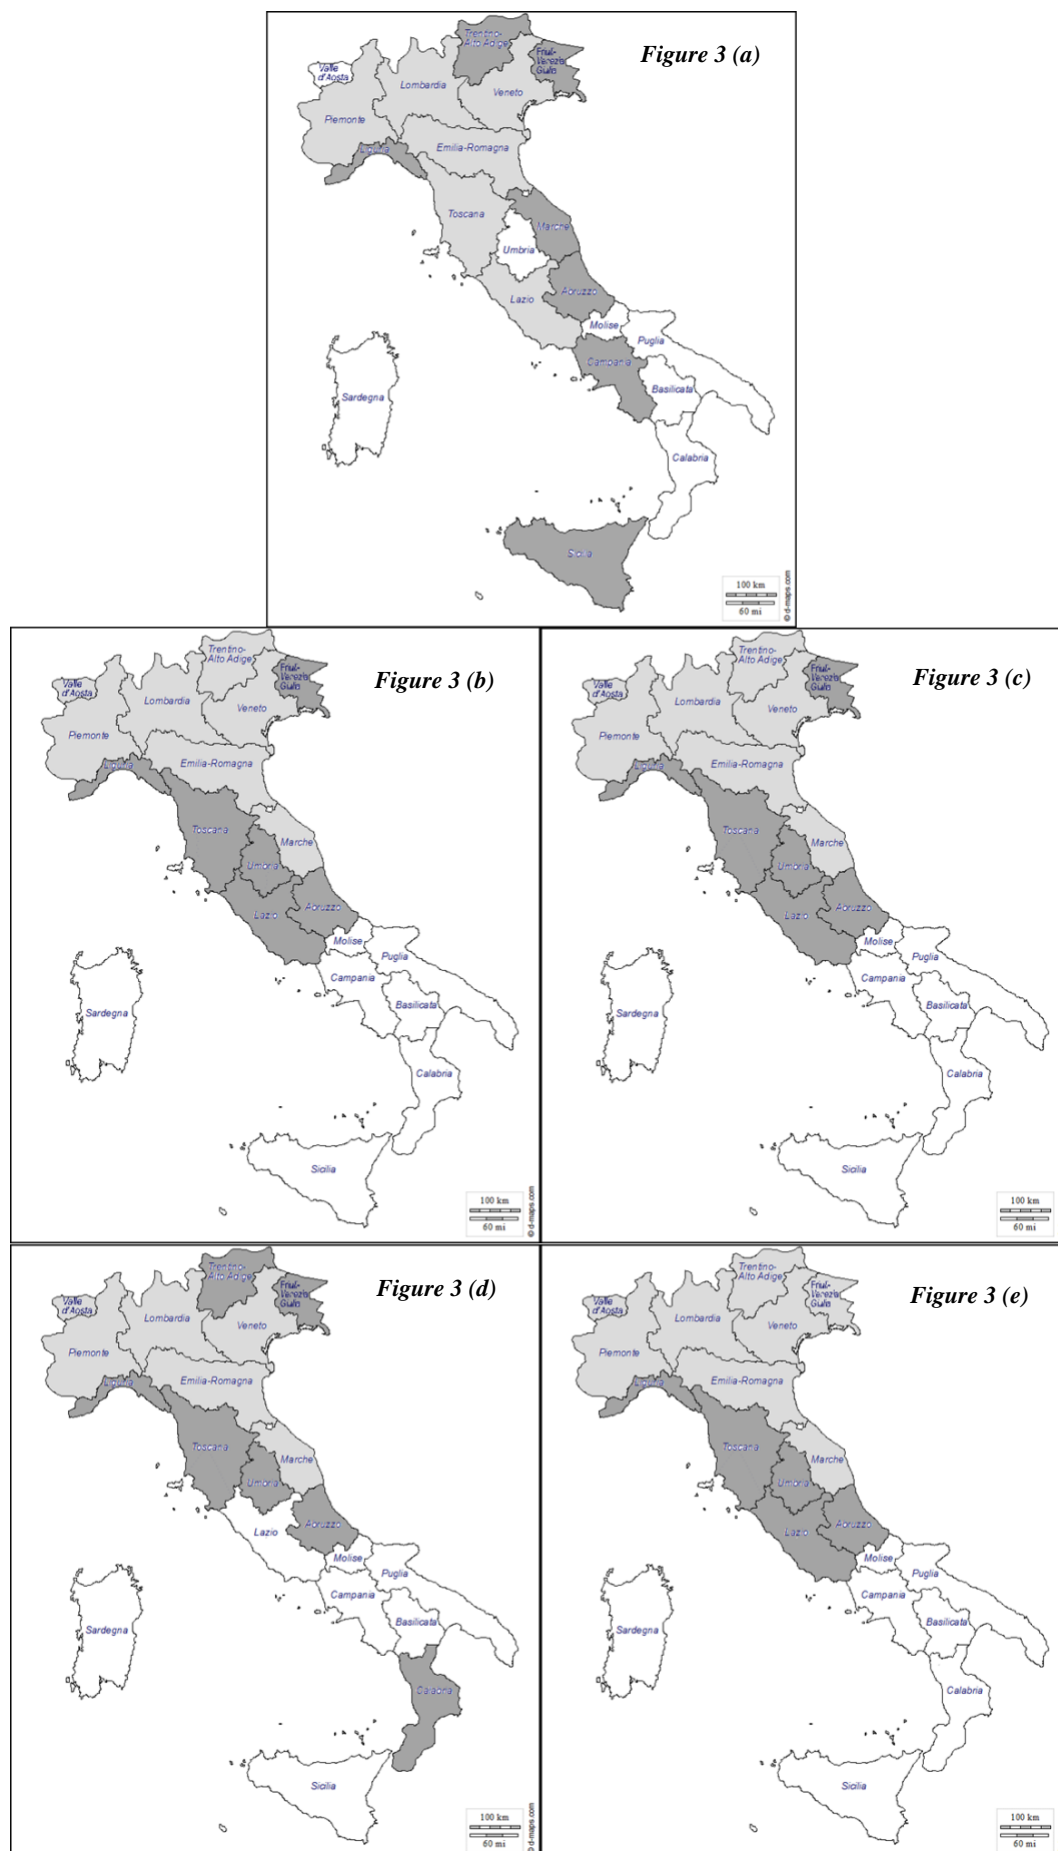 Figure 3 (a)
Trentino-
Alto Adige
Friuli-
Venezia
Giulia
Valle
d'Aosta
Lombardia
Veneto
Piemonte
Emilia-Romagna
Liguria
Toscana
Marche
Umbria
Lazio
Abruzzo
Molise
Puglia
Campania
Basilicata
Sardegna
Calabria
Sicilia
100 km
60 mi
© d-maps.com
Figure 3 (b)
Trentino-
Alto Adige
Friuli-
Venezia
Giulia
Valle
d'Aosta
Lombardia
Veneto
Piemonte
Emilia-Romagna
Liguria
Toscana
Marche
Umbria
Lazio
Abruzzo
Molise
Puglia
Campania
Basilicata
Sardegna
Calabria
Sicilia
100 km
60 mi
© d-maps.com
Figure 3 (c)
Trentino-
Alto Adige
Friuli-
Venezia
Giulia
Valle
d'Aosta
Lombardia
Veneto
Piemonte
Emilia-Romagna
Liguria
Toscana
Marche
Umbria
Lazio
Abruzzo
Molise
Puglia
Campania
Basilicata
Sardegna
Calabria
Sicilia
100 km
60 mi
Figure 3 (d)
Trentino-
Alto Adige
Friuli-
Venezia
Giulia
Valle
d'Aosta
Lombardia
Veneto
Piemonte
Emilia-Romagna
Liguria
Toscana
Marche
Umbria
Lazio
Abruzzo
Molise
Puglia
Campania
Basilicata
Sardegna
Calabria
Sicilia
100 km
60 mi
© d-maps.com
Figure 3 (e)
Trentino-
Alto Adige
Friuli-
Venezia
Giulia
Valle
d'Aosta
Lombardia
Veneto
Piemonte
Emilia-Romagna
Liguria
Toscana
Marche
Umbria
Lazio
Abruzzo
Molise
Puglia
Campania
Basilicata
Sardegna
Calabria
Sicilia
100 km
60 mi